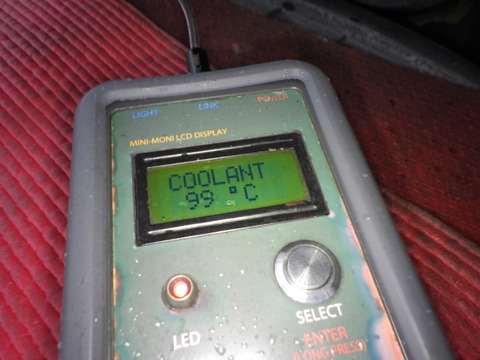 LIGHT LINK POWER
MINI-MONI LCD DISPLAY
COOLANT
99 °C
SELECT
LED
ENTER
(LONG PRESS)